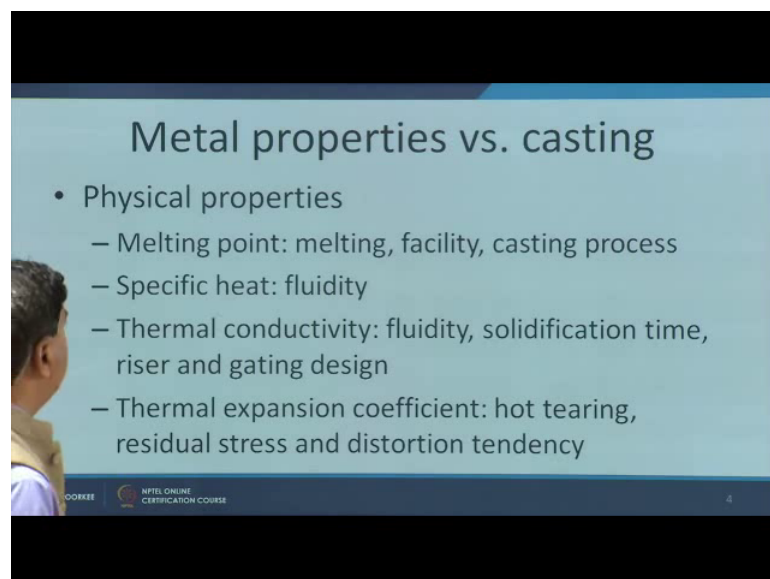 Metal properties vs. casting
• Physical properties
– Melting point: melting, facility, casting process
– Specific heat: fluidity
– Thermal conductivity: fluidity, solidification time,
riser and gating design
– Thermal expansion coefficient: hot tearing,
residual stress and distortion tendency
OORKEE
NPTEL ONLINE
CERTIFICATION COURSE
4